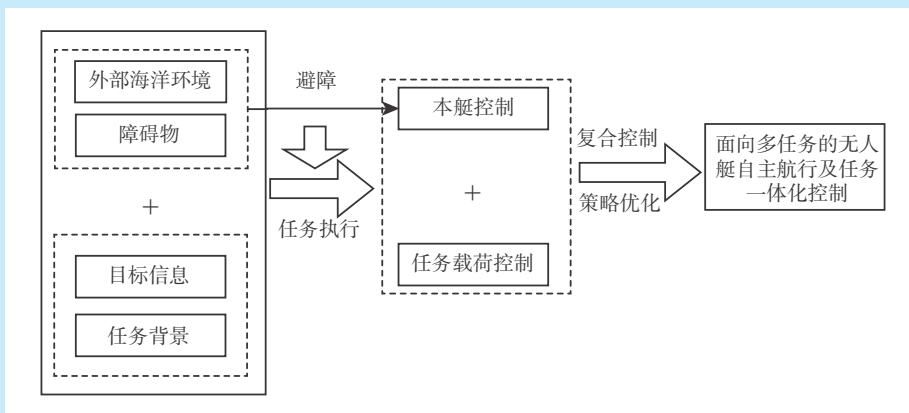 外部海洋环境
障碍物
+
目标信息
任务背景
避障
任务执行
本艇控制
+
任务载荷控制
复合控制
策略优化
面向多任务的无人
艇自主航行及任务
一体化控制